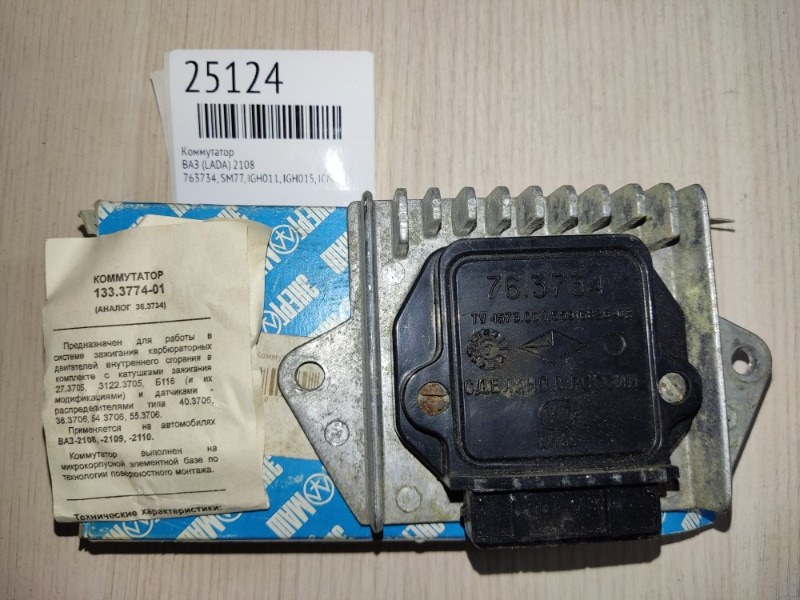 25124
Коммутатор
ВАЗ (LADA) 2108
763734, SM77, IGH011, IGH015,
КОММУТАТОР
133.3774-01
(АНАЛОГ 36.3734)
Предназначен для работы в
системе зажигания карбюраторных
двигателей внутреннего сгорания в
комплекте с катушками зажигания
27.3705, 3122.3705, Б116 (и их
модификациями) и датчиками -
распределителями типа 40.3706,
38.3706, 54.3706, 55.3706.
Применяется на автомобилях
ВАЗ-2108, -2109, -2110.
Коммутатор выполнен на
микрокорпусной элементной базе по
технологии поверхностного монтажа.
Технические характеристики:
76.3734
СДЕЛАНО В РОССИИ